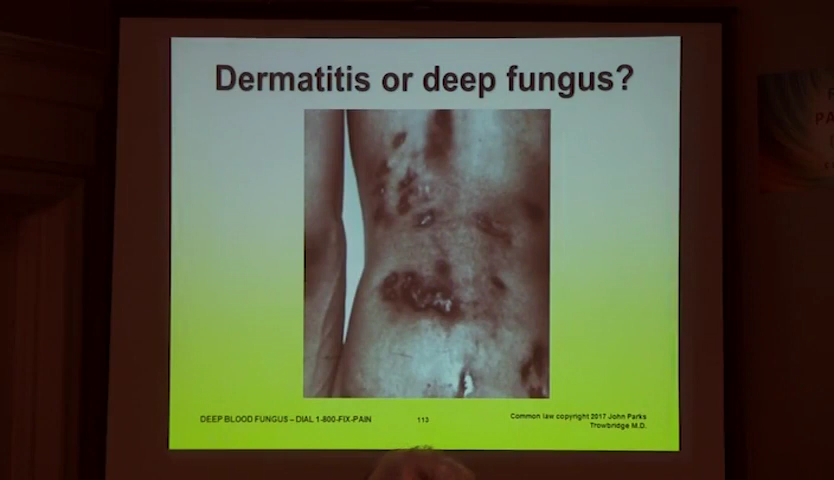 Dermatitis or deep fungus?
DEEP BLOOD FUNGUS – DIAL 1-800-FIX-PAIN
113
Common law copyright 2017 John Parks
Trowbridge M.D.